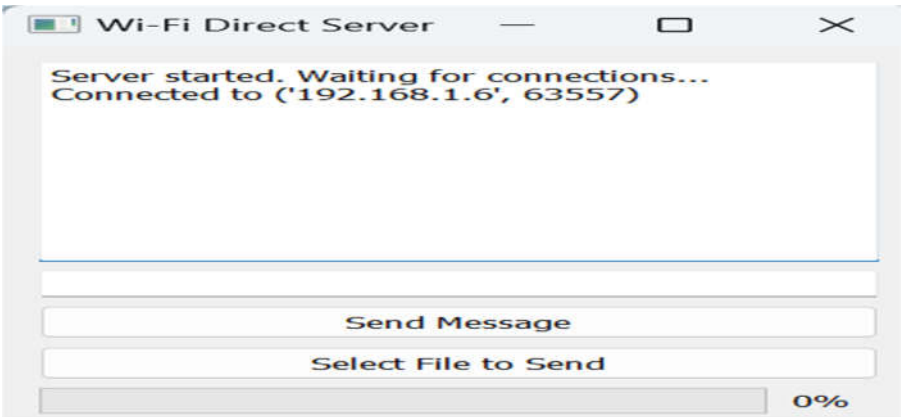 Wi-Fi Direct Server
Server started. Waiting for connections...
Connected to ('192.168.1.6', 63557)
Send Message
Select File to Send
0%